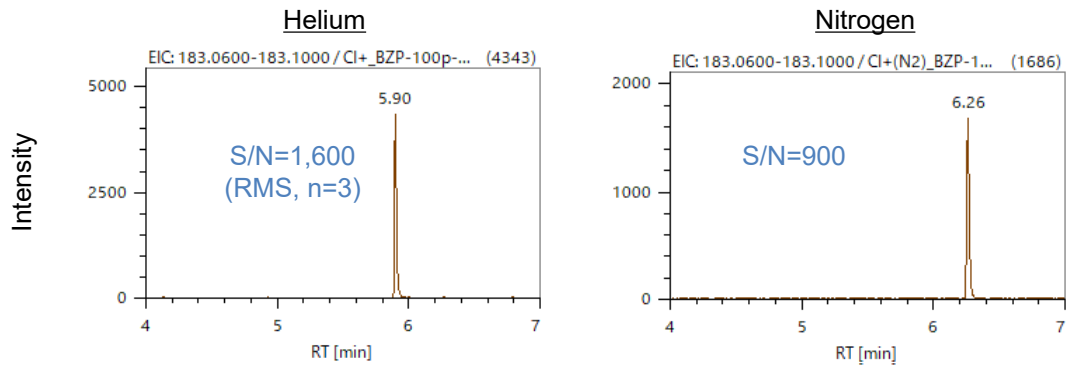 Helium
EIC: 183.0600-183.1000 / CI+_BZP-100p-... (4343)
Intensity
5000
2500
0
5.90
S/N=1,600
(RMS, n=3)
4 5 6 7
RT [min]
Nitrogen
EIC: 183.0600-183.1000 / CI+(N2)_BZP-1... (1686)
2000
1000
0
6.26
S/N=900
4 5 6 7
RT [min]